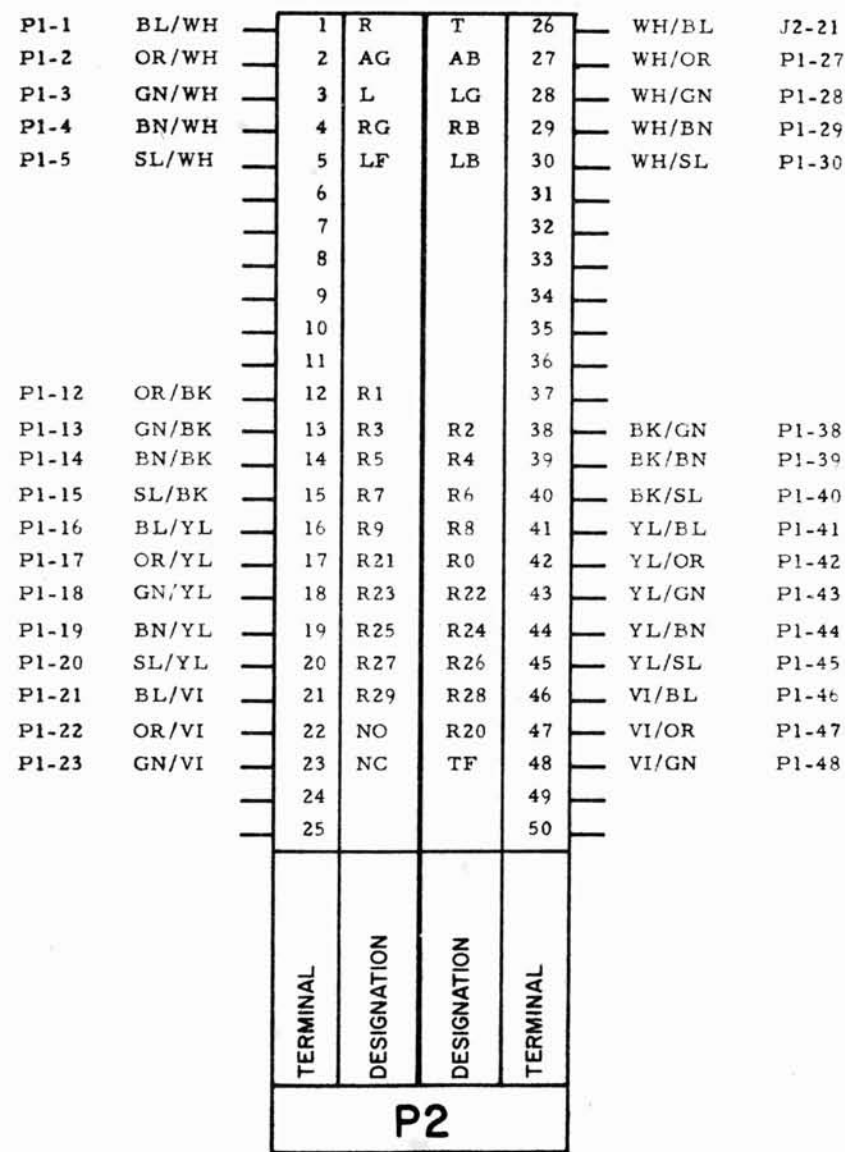 P1-1 BL/WH 1 R T 26 WH/BL J2-21
P1-2 OR/WH 2 AG AB 27 WH/OR P1-27
P1-3 GN/WH 3 L LG 28 WH/GN P1-28
P1-4 BN/WH 4 RG RB 29 WH/BN P1-29
P1-5 SL/WH 5 LF LB 30 WH/SL P1-30
6 31
7 32
8 33
9 34
10 35
11 36
P1-12 OR/BK 12 R1 37
P1-13 GN/BK 13 R3 R2 38 BK/GN P1-38
P1-14 BN/BK 14 R5 R4 39 BK/BN P1-39
P1-15 SL/BK 15 R7 R6 40 BK/SL P1-40
P1-16 BL/YL 16 R9 R8 41 YL/BL P1-41
P1-17 OR/YL 17 R21 R0 42 YL/OR P1-42
P1-18 GN/YL 18 R23 R22 43 YL/GN P1-43
P1-19 BN/YL 19 R25 R24 44 YL/BN P1-44
P1-20 SL/YL 20 R27 R26 45 YL/SL P1-45
P1-21 BL/VI 21 R29 R28 46 VI/BL P1-46
P1-22 OR/VI 22 NO R20 47 VI/OR P1-47
P1-23 GN/VI 23 NC TF 48 VI/GN P1-48
24 49
25 50
TERMINAL DESIGNATION DESIGNATION TERMINAL
P2